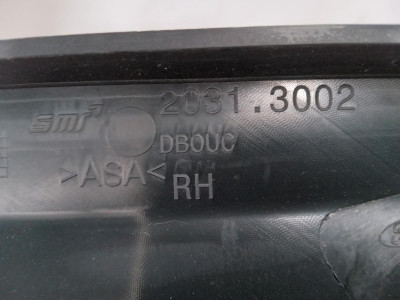 smr 2031.3002
DBOUC
>ASA< RH